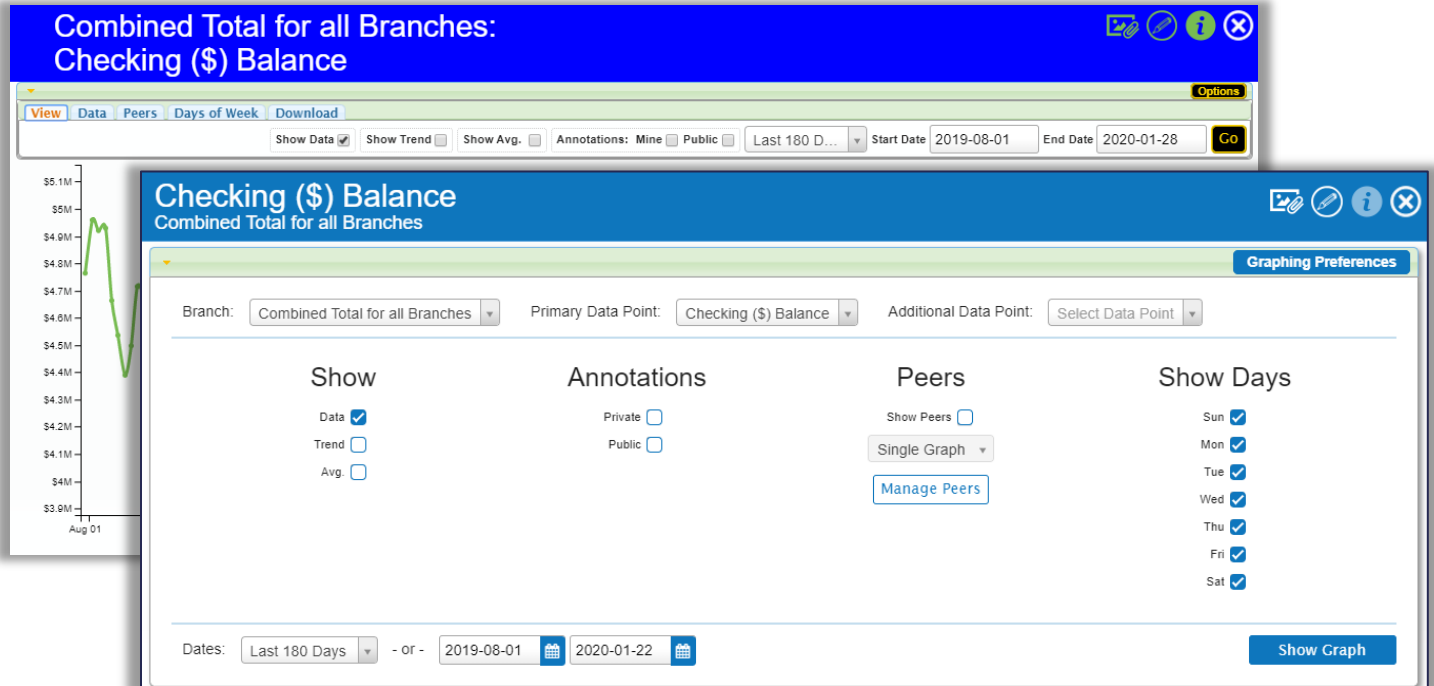 Combined Total for all Branches:
Checking ($) Balance
Options
View Data Peers Days of Week Download
Show Data Show Trend Show Avg. Annotations: Mine Public Last 180 D... Start Date 2019-08-01 End Date 2020-01-28 Go
$5.1M
$5M
$4.9M
$4.8M
$4.7M
$4.6M
$4.5M
$4.4M
$4.3M
$4.2M
$4.1M
$4M
$3.9M
Aug 01
Checking ($) Balance
Combined Total for all Branches
Graphing Preferences
Branch: Combined Total for all Branches Primary Data Point: Checking ($) Balance Additional Data Point: Select Data Point
Show Annotations Peers Show Days
Data Private Show Peers Sun
Trend Public Single Graph Mon
Avg. Tue
Manage Peers Wed
Thu
Fri
Sat
Dates: Last 180 Days - or - 2019-08-01 2020-01-22 Show Graph